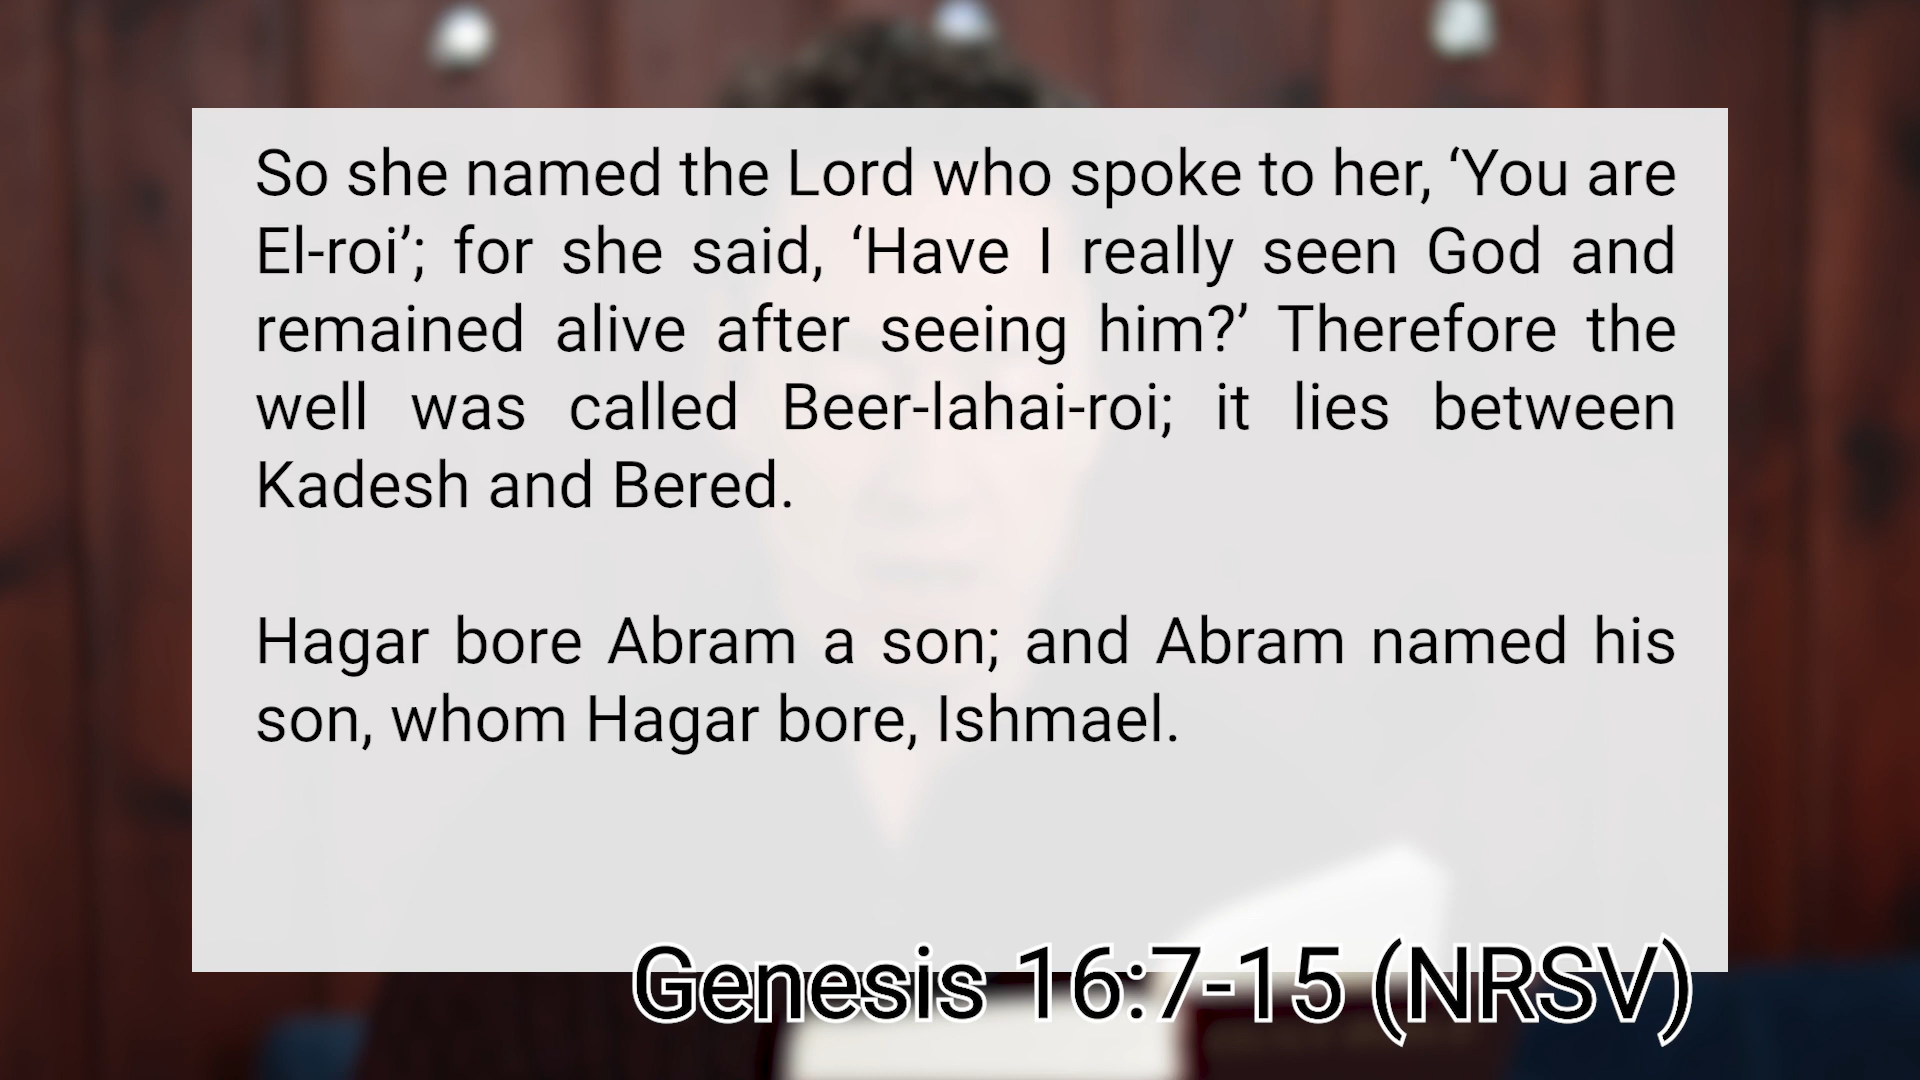 So she named the Lord who spoke to her, ‘You are
El-roi’; for she said, ‘Have I really seen God and
remained alive after seeing him?’ Therefore the
well was called Beer-lahai-roi; it lies between
Kadesh and Bered.
Hagar bore Abram a son; and Abram named his
son, whom Hagar bore, Ishmael.
Genesis 16:7-15 (NRSV)